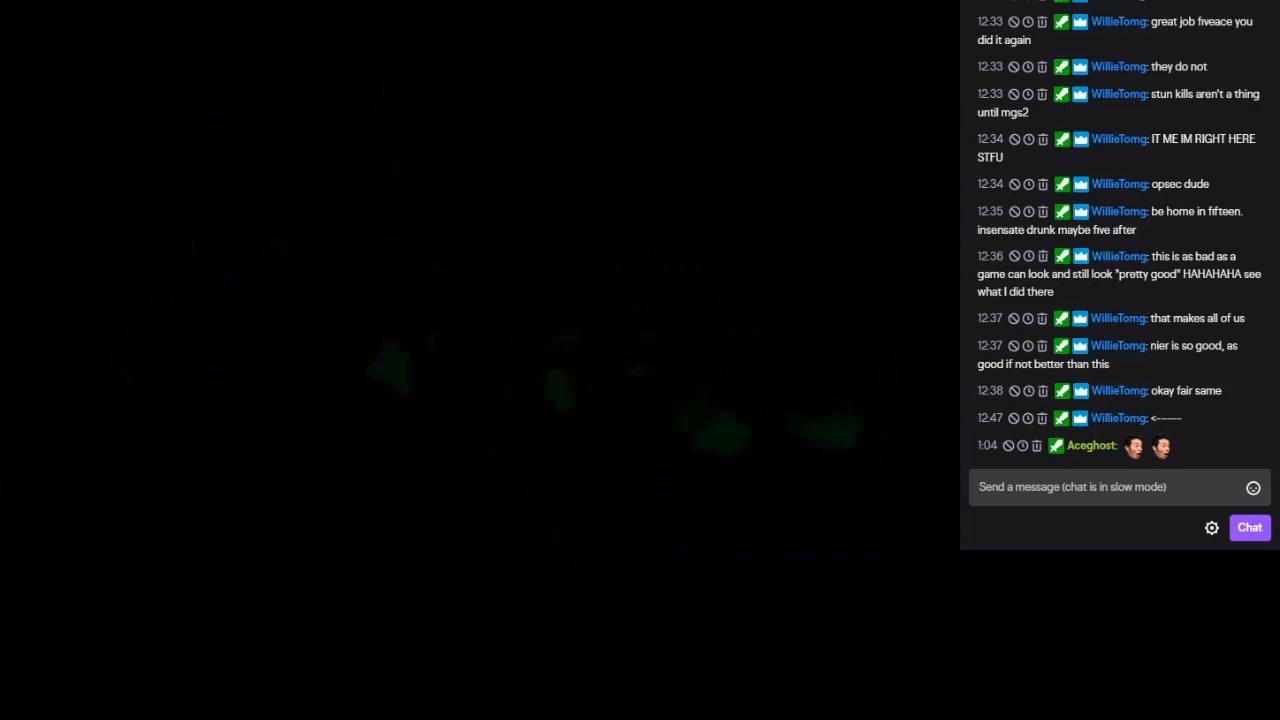 12:33 WillieTomg: great job fiveace you
did it again
12:33 WillieTomg: they do not
12:33 WillieTomg: stun kills aren't a thing
until mgs2
12:34 WillieTomg: IT ME IM RIGHT HERE
STFU
12:34 WillieTomg: opsec dude
12:35 WillieTomg: be home in fifteen.
insensate drunk maybe five after
12:36 WillieTomg: this is as bad as a
game can look and still look "pretty good" HAHAHAHA see
what I did there
12:37 WillieTomg: that makes all of us
12:37 WillieTomg: nier is so good, as
good if not better than this
12:38 WillieTomg: okay fair same
12:47 WillieTomg: <-----
1:04 Aceghost:
Send a message (chat is in slow mode)
Chat